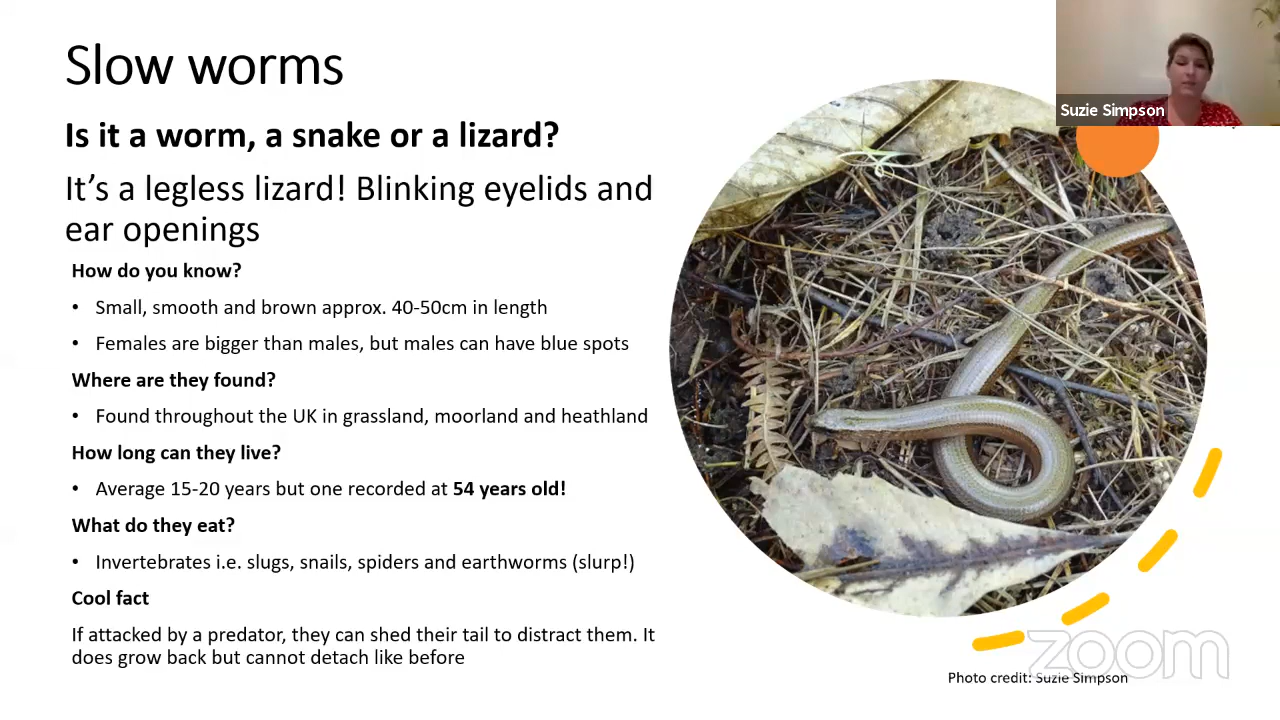 Slow worms
Is it a worm, a snake or a lizard?
It's a legless lizard! Blinking eyelids and
ear openings
How do you know?
• Small, smooth and brown approx. 40-50cm in length
• Females are bigger than males, but males can have blue spots
Where are they found?
• Found throughout the UK in grassland, moorland and heathland
How long can they live?
• Average 15-20 years but one recorded at 54 years old!
What do they eat?
• Invertebrates i.e. slugs, snails, spiders and earthworms (slurp!)
Cool fact
If attacked by a predator, they can shed their tail to distract them. It
does grow back but cannot detach like before
Suzie Simpson
zoom
Photo credit: Suzie Simpson